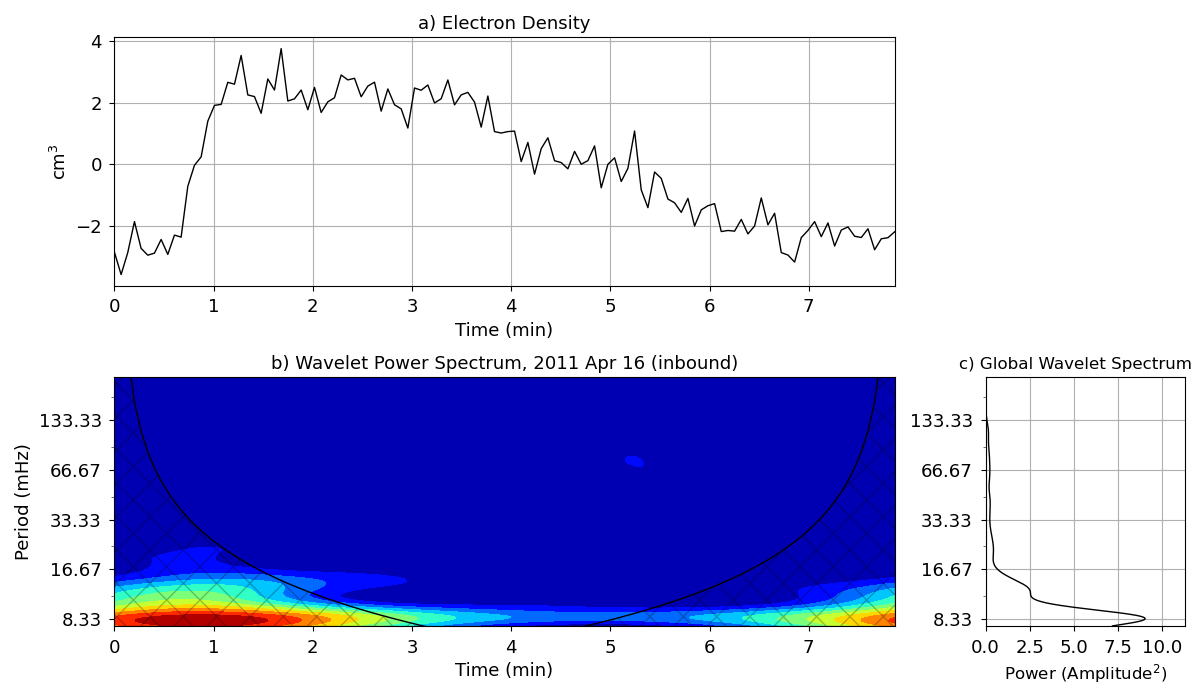 a) Electron Density
4
2
0
−2
cm³
0 1 2 3 4 5 6 7
Time (min)
b) Wavelet Power Spectrum, 2011 Apr 16 (inbound)
133.33
66.67
33.33
16.67
8.33
Period (mHz)
0 1 2 3 4 5 6 7
Time (min)
c) Global Wavelet Spectrum
133.33
66.67
33.33
16.67
8.33
0.0 2.5 5.0 7.5 10.0
Power (Amplitude²)